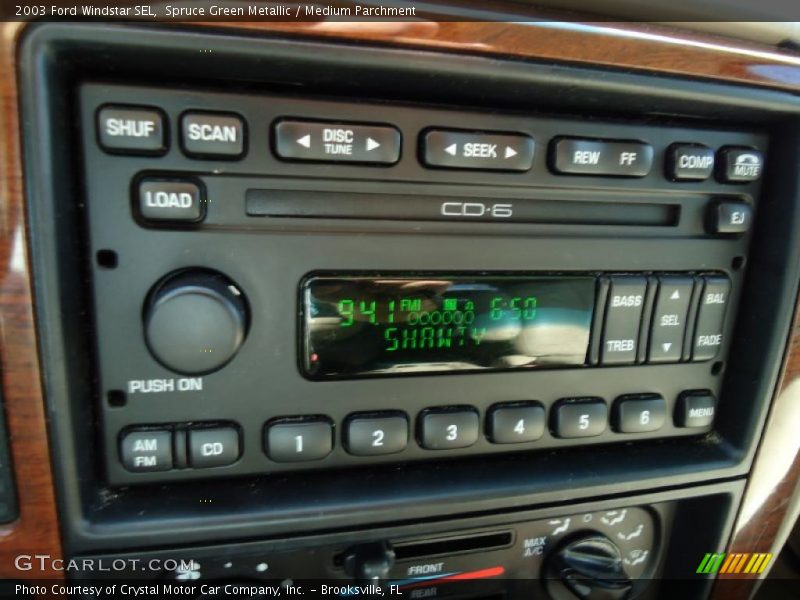 2003 Ford Windstar SEL, Spruce Green Metallic / Medium Parchment
SHUF SCAN DISC TUNE SEEK REW FF COMP MUTE
LOAD CD·6 EJ
94.1 FM1 6:50
SHAWTY
BASS TREB SEL BAL FADE
PUSH ON
AM FM CD 1 2 3 4 5 6 MENU
MAX A/C
FRONT
REAR
GTCARLOT.COM
Photo Courtesy of Crystal Motor Car Company, Inc. – Brooksville, FL